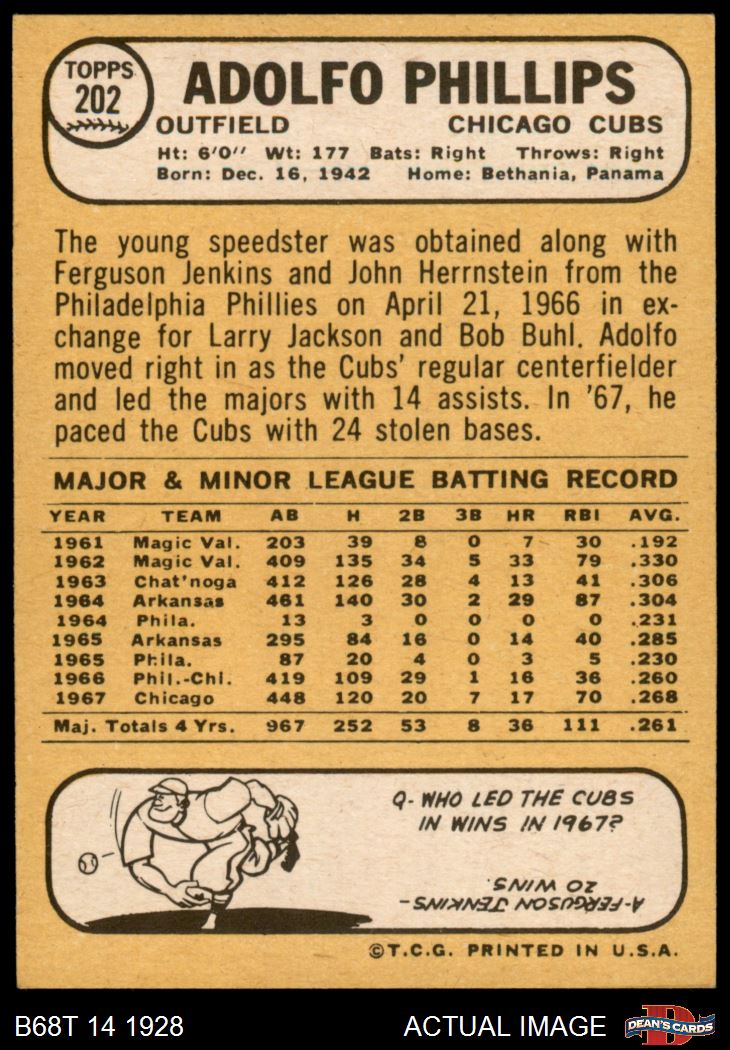 TOPPS
202
ADOLFO PHILLIPS
OUTFIELD CHICAGO CUBS
Ht: 6'0" Wt: 177 Bats: Right Throws: Right
Born: Dec. 16, 1942 Home: Bethania, Panama
The young speedster was obtained along with
Ferguson Jenkins and John Herrnstein from the
Philadelphia Phillies on April 21, 1966 in ex-
change for Larry Jackson and Bob Buhl. Adolfo
moved right in as the Cubs' regular centerfielder
and led the majors with 14 assists. In '67, he
paced the Cubs with 24 stolen bases.
MAJOR & MINOR LEAGUE BATTING RECORD
YEAR TEAM AB H 2B 3B HR RBI AVG.
1961 Magic Val. 203 39 8 0 7 30 .192
1962 Magic Val. 409 135 34 5 33 79 .330
1963 Chat'noga 412 126 28 4 13 41 .306
1964 Arkansas 461 140 30 2 29 87 .304
1964 Phila. 13 3 0 0 0 0 .231
1965 Arkansas 295 84 16 0 14 40 .285
1965 Phila. 87 20 4 0 3 5 .230
1966 Phil.-Chi. 419 109 29 1 16 36 .260
1967 Chicago 448 120 20 7 17 70 .268
Maj. Totals 4 Yrs. 967 252 53 8 36 111 .261
Q- WHO LED THE CUBS
IN WINS IN 1967?
A-FERGUSON JENKINS-
20 WINS.
©T.C.G. PRINTED IN U.S.A.
B68T 14 1928 ACTUAL IMAGE
D
DEAN'S CARDS